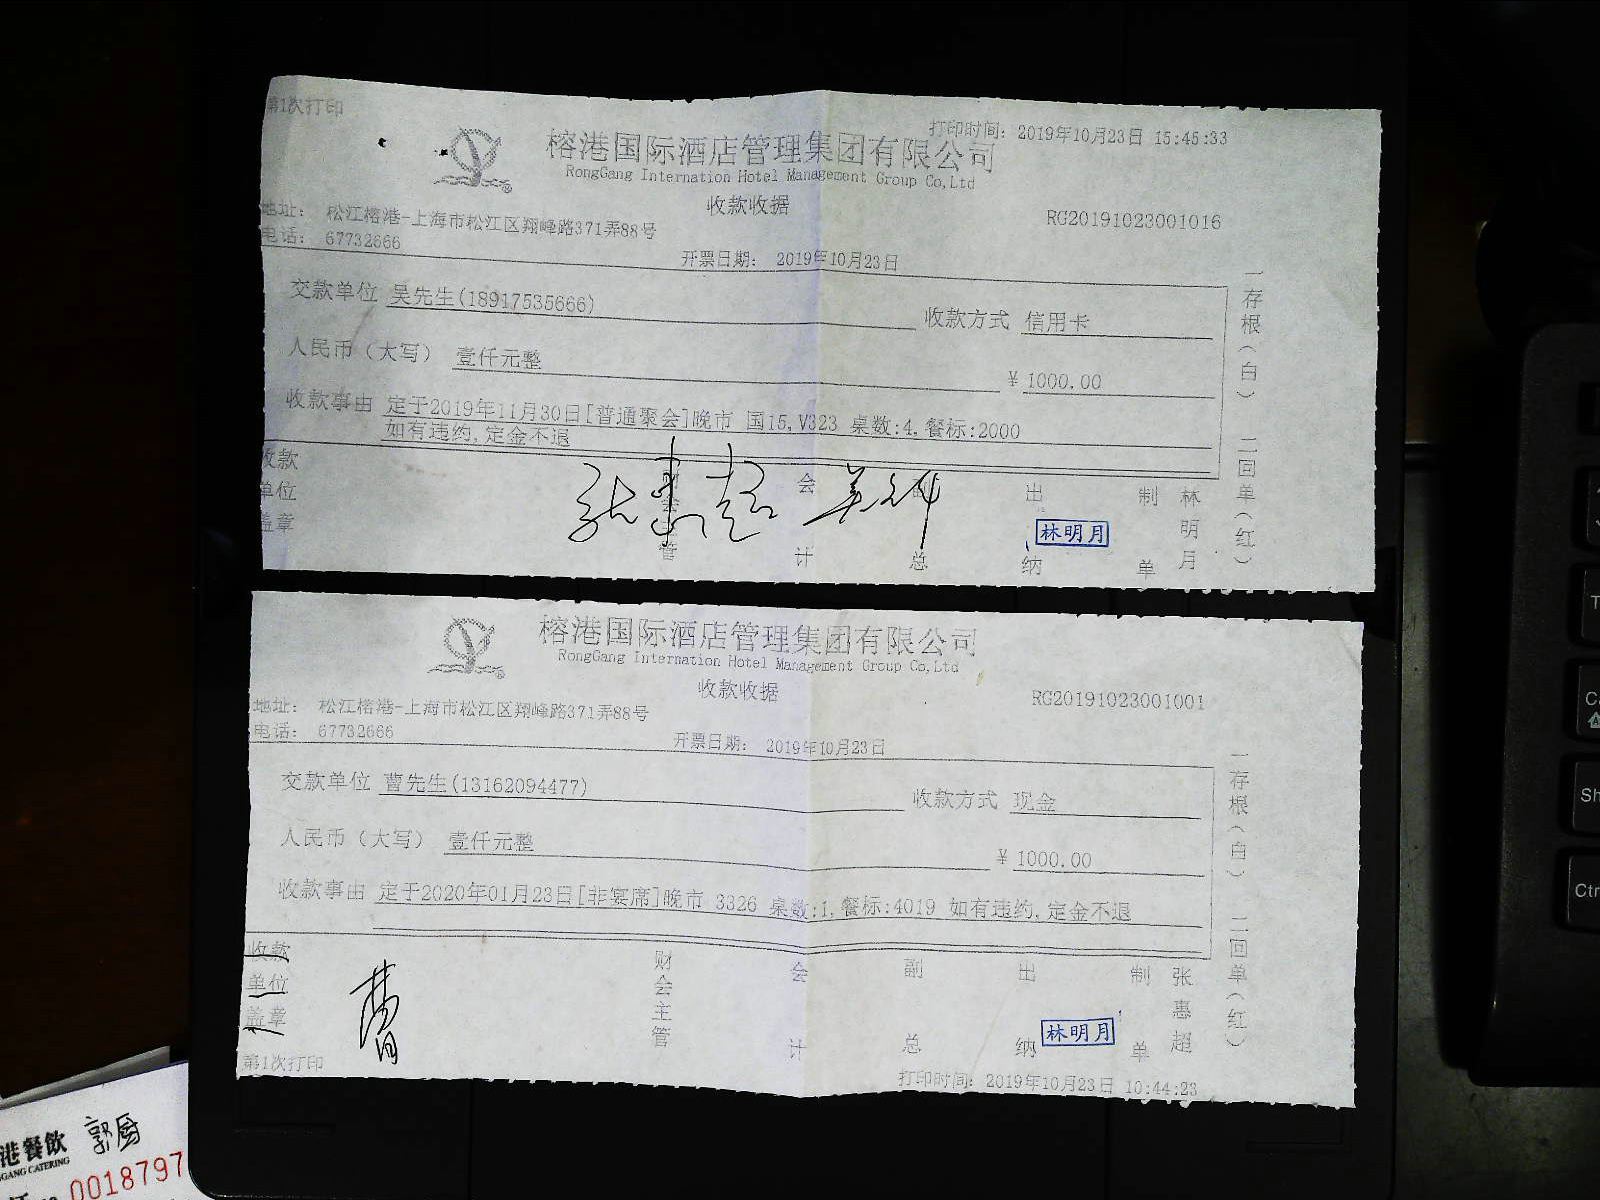 第1次打印
打印时间: 2019年10月23日 15:45:33
榕港国际酒店管理集团有限公司
RongGang Internation Hotel Management Group Co,Ltd
收款收据
RG20191023001016
地址: 松江榕港-上海市松江区翔峰路371弄88号
电话: 67732666
开票日期: 2019年10月23日
交款单位 吴先生(18917535666)
收款方式 信用卡
人民币（大写） 壹仟元整
¥ 1000.00
收款事由 定于2019年11月30日[普通聚会]晚市 国15,V323 桌数:4,餐标:2000
如有违约,定金不退
收款单位盖章
张惠超
财会主管
会计
副总
出纳
林明月
制单
林明月
一存根（白） 二回单（红）
榕港国际酒店管理集团有限公司
RongGang Internation Hotel Management Group Co,Ltd
收款收据
RG20191023001001
地址: 松江榕港-上海市松江区翔峰路371弄88号
电话: 67732666
开票日期: 2019年10月23日
交款单位 曹先生(13162094477)
收款方式 现金
人民币（大写） 壹仟元整
¥ 1000.00
收款事由 定于2020年01月23日[非宴席]晚市 3326 桌数:1,餐标:4019 如有违约,定金不退
收款单位盖章
曹
财会主管
会计
副总
出纳
林明月
制单
张惠超
一存根（白） 二回单（红）
第1次打印
打印时间: 2019年10月23日 10:44:23
港餐飲
GANG CATERING
郭厨
0018797